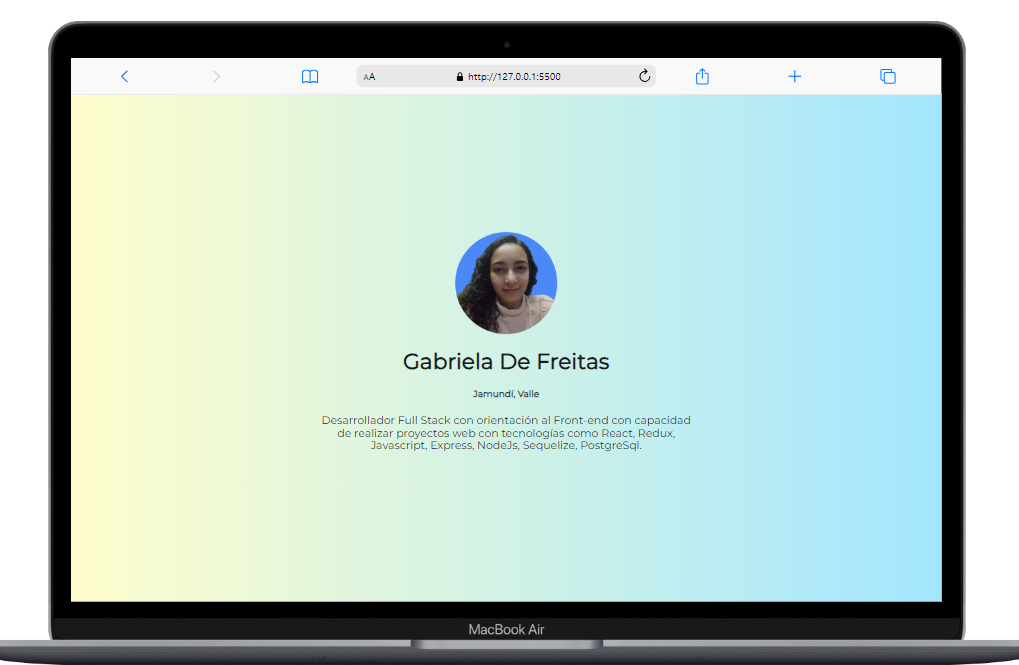 AA
http://127.0.0.1:5500
Gabriela De Freitas
Jamundí, Valle
Desarrollador Full Stack con orientación al Front-end con capacidad
de realizar proyectos web con tecnologías como React, Redux,
Javascript, Express, NodeJs, Sequelize, PostgreSql.
MacBook Air